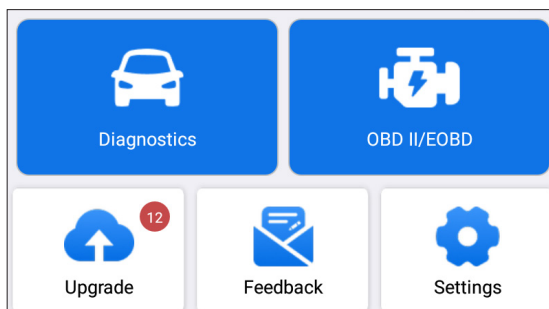 Diagnostics
OBD II/EOBD
12
Upgrade
Feedback
Settings